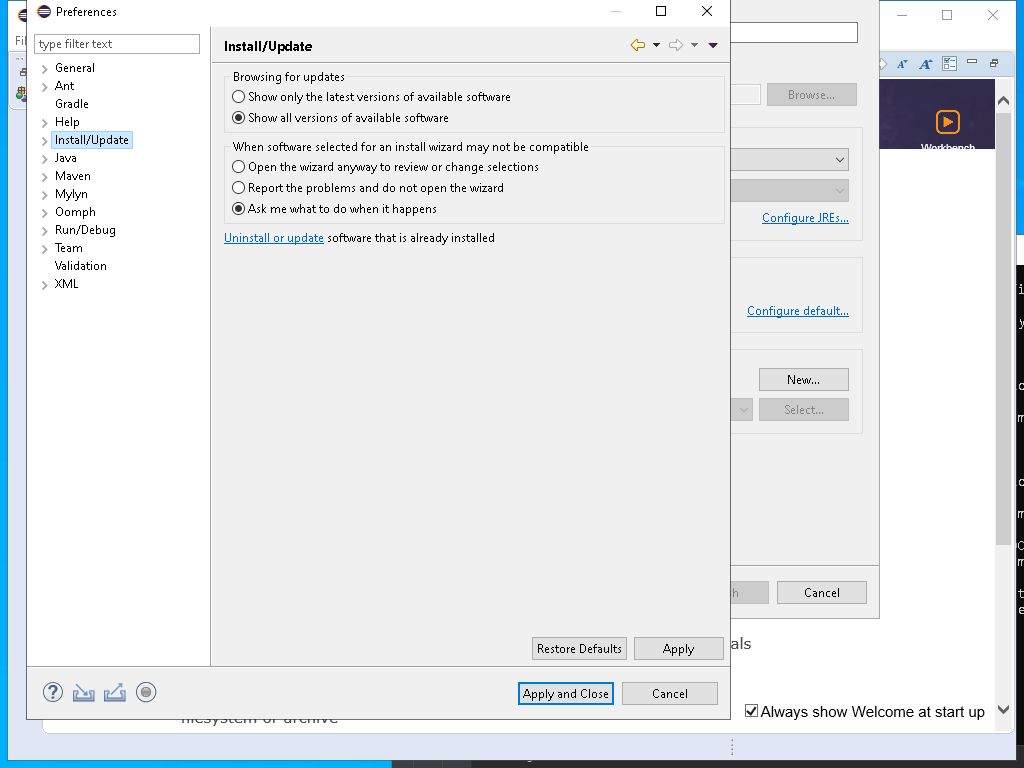 Preferences
type filter text
General
Ant
Gradle
Help
Install/Update
Java
Maven
Mylyn
Oomph
Run/Debug
Team
Validation
XML
Install/Update
Browsing for updates
Show only the latest versions of available software
Show all versions of available software
When software selected for an install wizard may not be compatible
Open the wizard anyway to review or change selections
Report the problems and do not open the wizard
Ask me what to do when it happens
Uninstall or update software that is already installed
Restore Defaults
Apply
Apply and Close
Cancel
Browse...
Configure JREs...
Configure default...
New...
Select...
Cancel
Workbench
filesystem or archive
Always show Welcome at start up